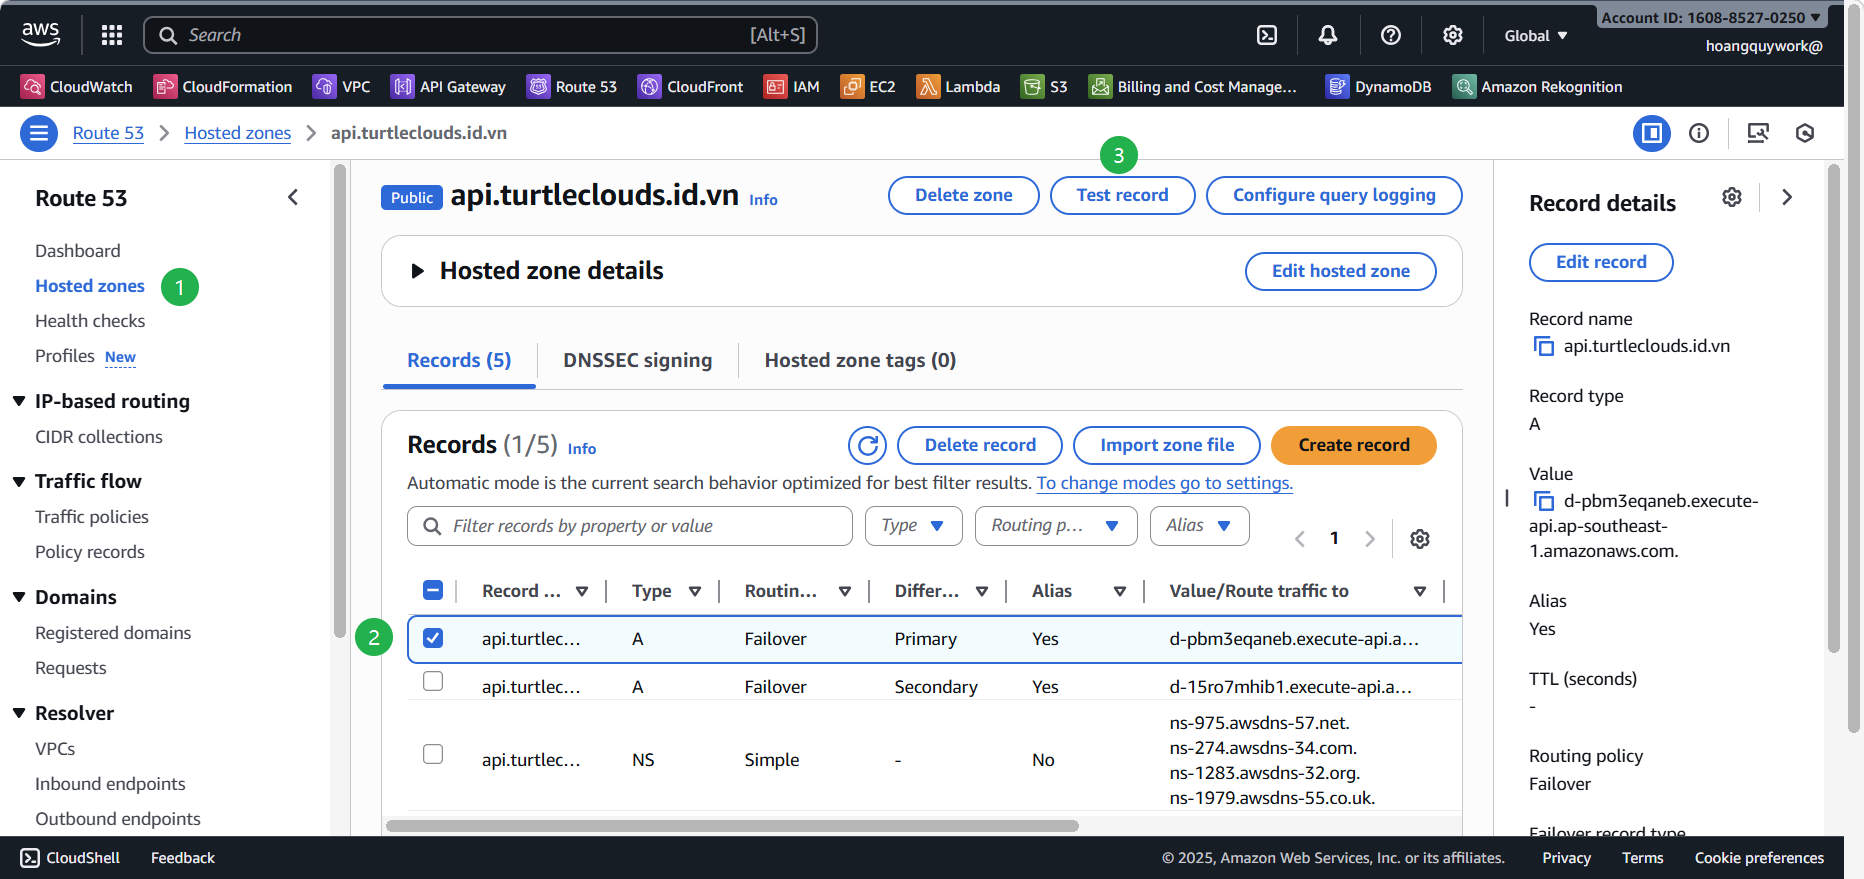 aws
Search
[Alt+S]
Global
Account ID: 1608-8527-0250
hoangquywork@
CloudWatch
CloudFormation
VPC
API Gateway
Route 53
CloudFront
IAM
EC2
Lambda
S3
Billing and Cost Manage...
DynamoDB
Amazon Rekognition
Route 53
Hosted zones
api.turtleclouds.id.vn
Route 53
Dashboard
Hosted zones
1
Health checks
Profiles New
IP-based routing
CIDR collections
Traffic flow
Traffic policies
Policy records
Domains
Registered domains
Requests
Resolver
VPCs
Inbound endpoints
Outbound endpoints
Public
api.turtleclouds.id.vn
Info
Delete zone
3
Test record
Configure query logging
Hosted zone details
Edit hosted zone
Records (5)
DNSSEC signing
Hosted zone tags (0)
Records (1/5) Info
Delete record
Import zone file
Create record
Automatic mode is the current search behavior optimized for best filter results. To change modes go to settings.
Filter records by property or value
Type
Routing p...
Alias
1
Record ... Type Routin... Differ... Alias Value/Route traffic to
2
api.turtlec... A Failover Primary Yes d-pbm3eqaneb.execute-api.a...
api.turtlec... A Failover Secondary Yes d-15ro7mhib1.execute-api.a...
api.turtlec... NS Simple - No
ns-975.awsdns-57.net.
ns-274.awsdns-34.com.
ns-1283.awsdns-32.org.
ns-1979.awsdns-55.co.uk.
Record details
Edit record
Record name
api.turtleclouds.id.vn
Record type
A
Value
d-pbm3eqaneb.execute-
api.ap-southeast-
1.amazonaws.com.
Alias
Yes
TTL (seconds)
-
Routing policy
Failover
Failover record type
CloudShell
Feedback
© 2025, Amazon Web Services, Inc. or its affiliates.
Privacy
Terms
Cookie preferences